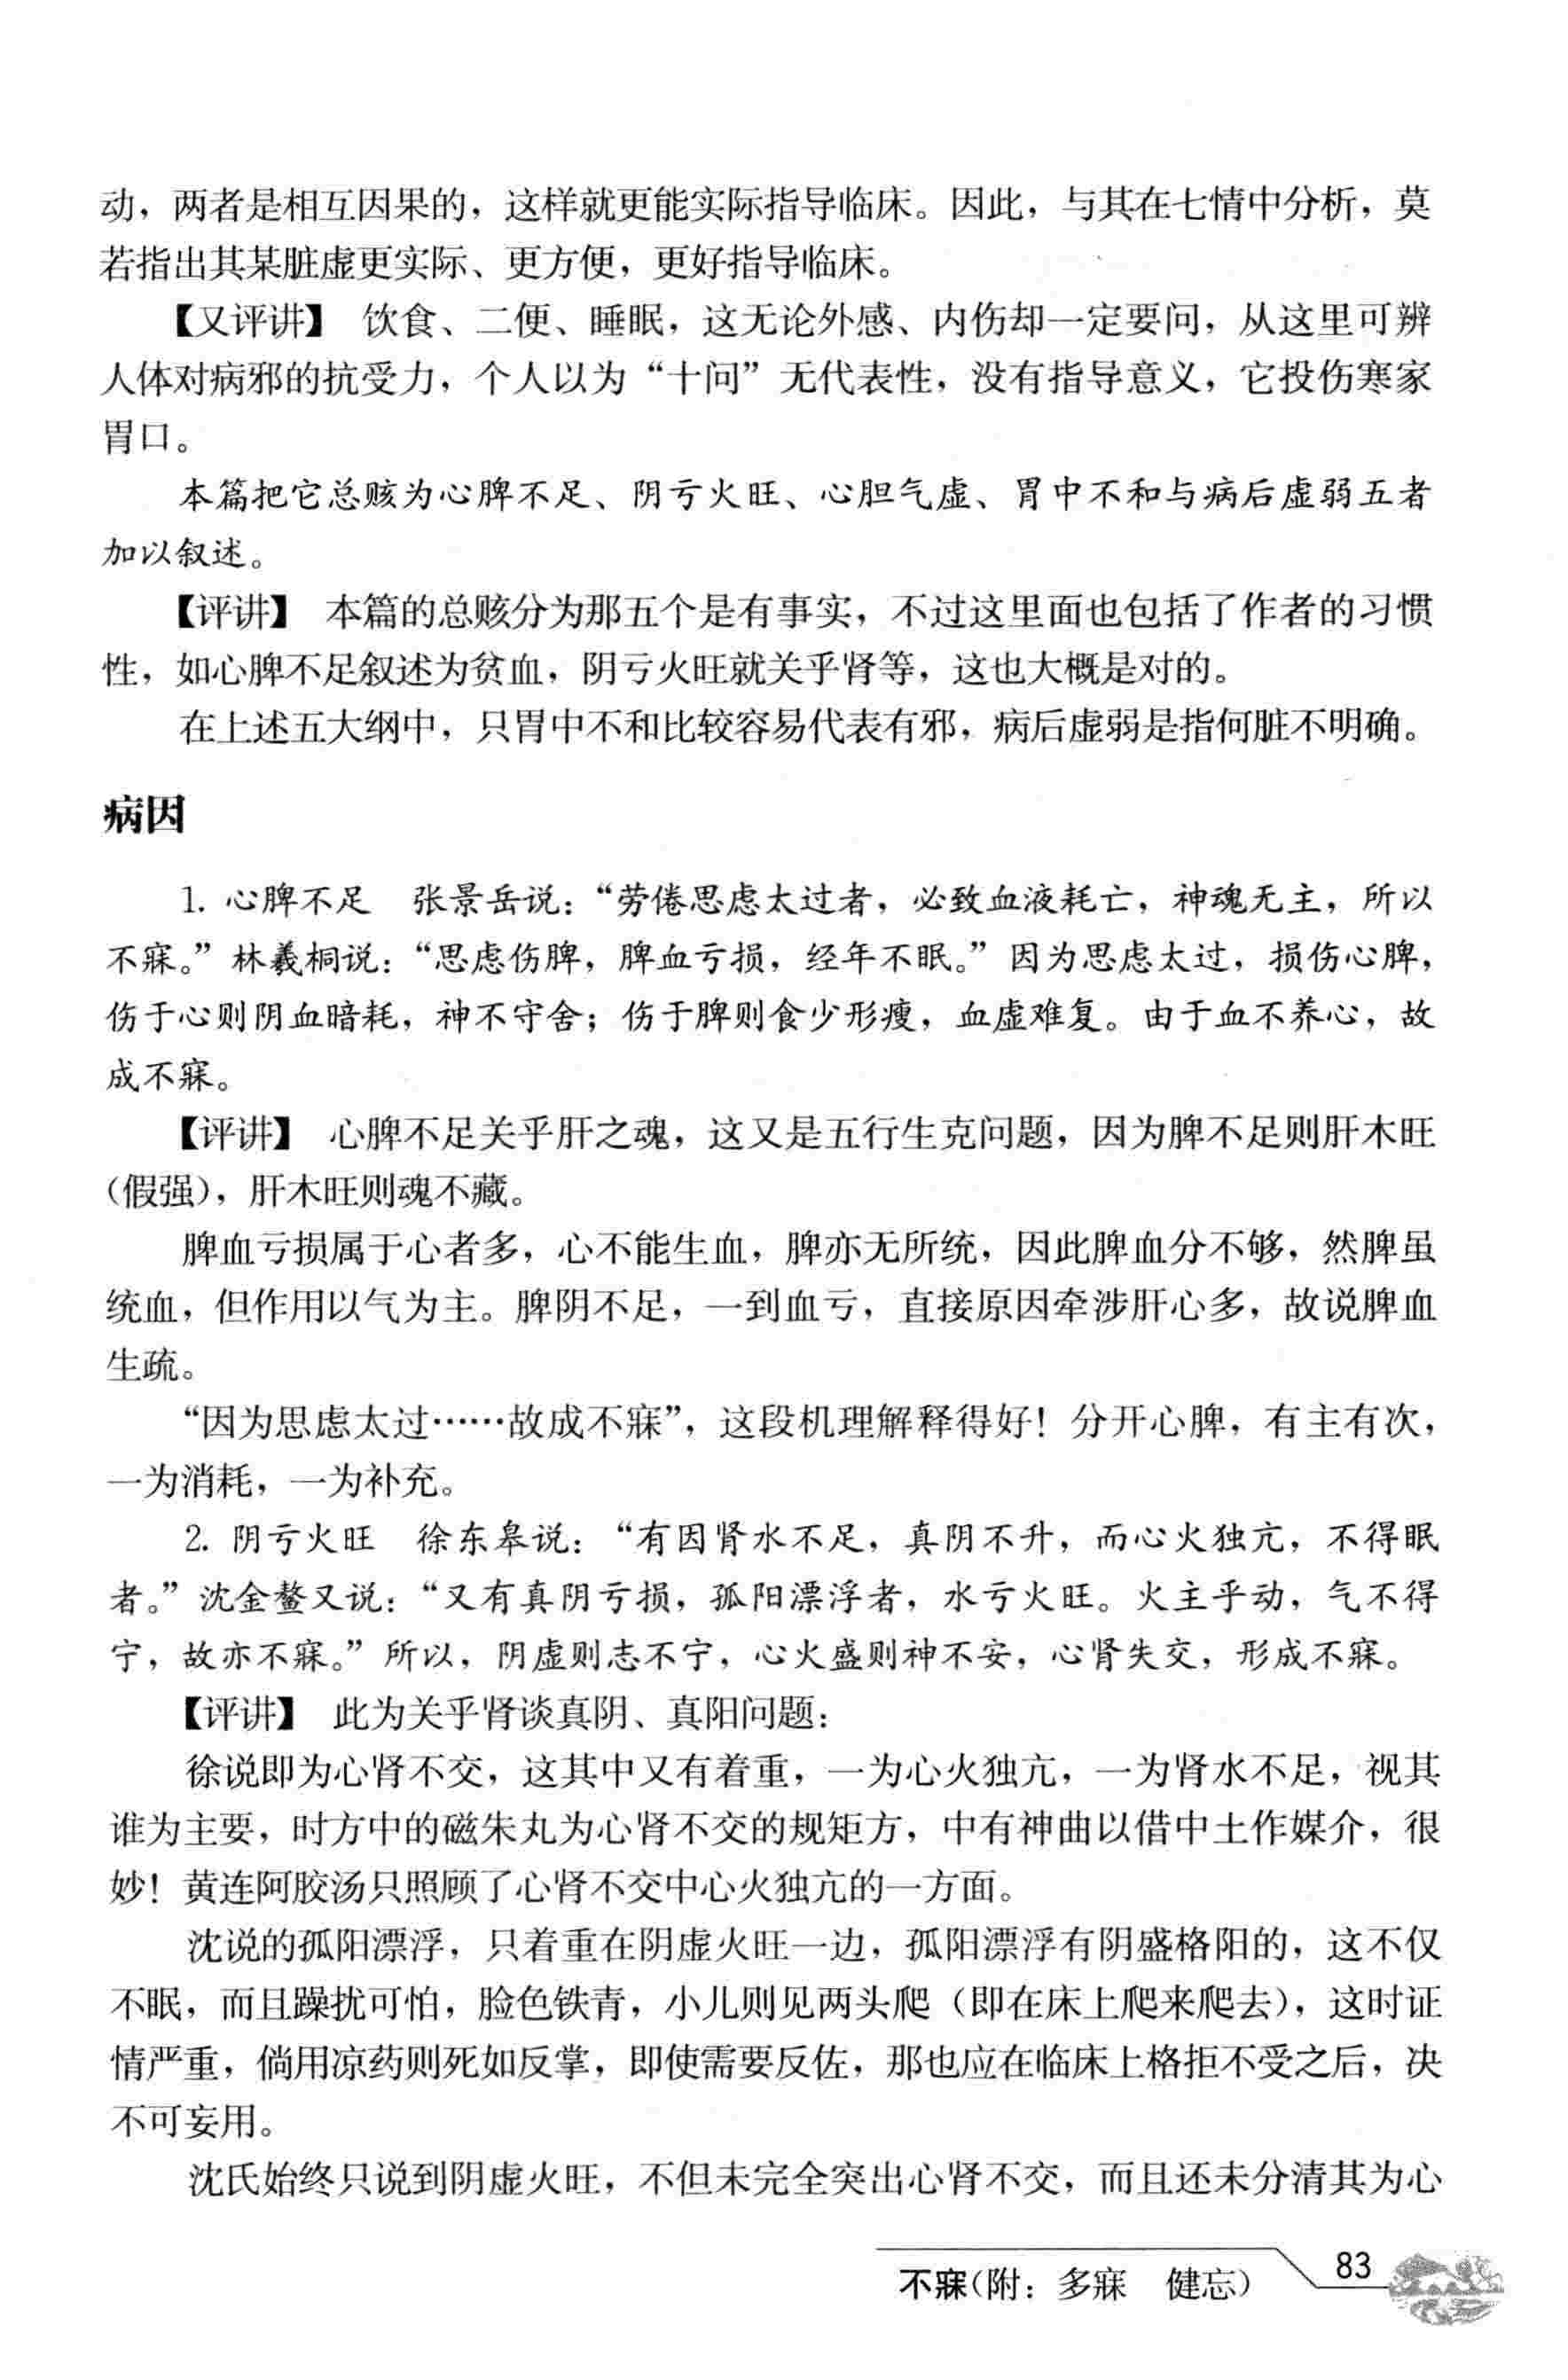 动，两者是相互因果的，这样就更能实际指导临床。因此，与其在七情中分析，莫
若指出其某脏虚更实际、更方便，更好指导临床。
【又评讲】 饮食、二便、睡眠，这无论外感、内伤却一定要问，从这里可辨
人体对病邪的抗受力，个人以为“十问”无代表性，没有指导意义，它投伤寒家
胃口。
本篇把它总赅为心脾不足、阴亏火旺、心胆气虚、胃中不和与病后虚弱五者
加以叙述。
【评讲】 本篇的总赅分为那五个是有事实，不过这里面也包括了作者的习惯
性，如心脾不足叙述为贫血，阴亏火旺就关乎肾等，这也大概是对的。
在上述五大纲中，只胃中不和比较容易代表有邪，病后虚弱是指何脏不明确。
病因
1. 心脾不足 张景岳说：“劳倦思虑太过者，必致血液耗亡，神魂无主，所以
不寐。”林羲桐说：“思虑伤脾，脾血亏损，经年不眠。”因为思虑太过，损伤心脾，
伤于心则阴血暗耗，神不守舍；伤于脾则食少形瘦，血虚难复。由于血不养心，故
成不寐。
【评讲】 心脾不足关乎肝之魂，这又是五行生克问题，因为脾不足则肝木旺
（假强），肝木旺则魂不藏。
脾血亏损属于心者多，心不能生血，脾亦无所统，因此脾血分不够，然脾虽
统血，但作用以气为主。脾阴不足，一到血亏，直接原因牵涉肝心多，故说脾血
生疏。
“因为思虑太过……故成不寐”，这段机理解释得好！分开心脾，有主有次，
一为消耗，一为补充。
2. 阴亏火旺 徐东皋说：“有因肾水不足，真阴不升，而心火独亢，不得眠
者。”沈金鳌又说：“又有真阴亏损，孤阳漂浮者，水亏火旺。火主乎动，气不得
宁，故亦不寐。”所以，阴虚则志不宁，心火盛则神不安，心肾失交，形成不寐。
【评讲】 此为关乎肾谈真阴、真阳问题：
徐说即为心肾不交，这其中又有着重，一为心火独亢，一为肾水不足，视其
谁为主要，时方中的磁朱丸为心肾不交的规矩方，中有神曲以借中土作媒介，很
妙！黄连阿胶汤只照顾了心肾不交中心火独亢的一方面。
沈说的孤阳漂浮，只着重在阴虚火旺一边，孤阳漂浮有阴盛格阳的，这不仅
不眠，而且躁扰可怕，脸色铁青，小儿则见两头爬（即在床上爬来爬去），这时证
情严重，倘用凉药则死如反掌，即使需要反佐，那也应在临床上格拒不受之后，决
不可妄用。
沈氏始终只说到阴虚火旺，不但未完全突出心肾不交，而且还未分清其为心
不寐（附：多寐 健忘） 83